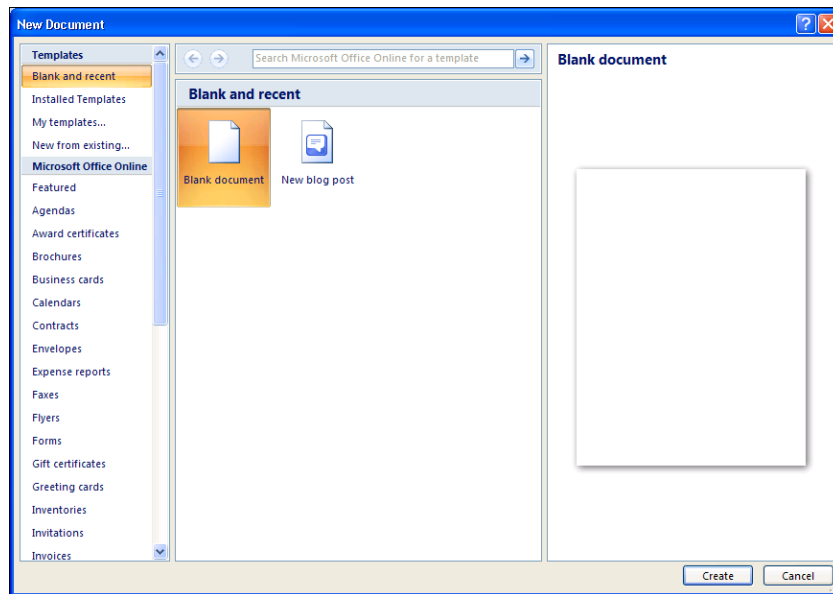 New Document
Templates
Blank and recent
Installed Templates
My templates...
New from existing...
Microsoft Office Online
Featured
Agendas
Award certificates
Brochures
Business cards
Calendars
Contracts
Envelopes
Expense reports
Faxes
Flyers
Forms
Gift certificates
Greeting cards
Inventories
Invitations
Invoices
Search Microsoft Office Online for a template
Blank and recent
Blank document
New blog post
Blank document
Create
Cancel